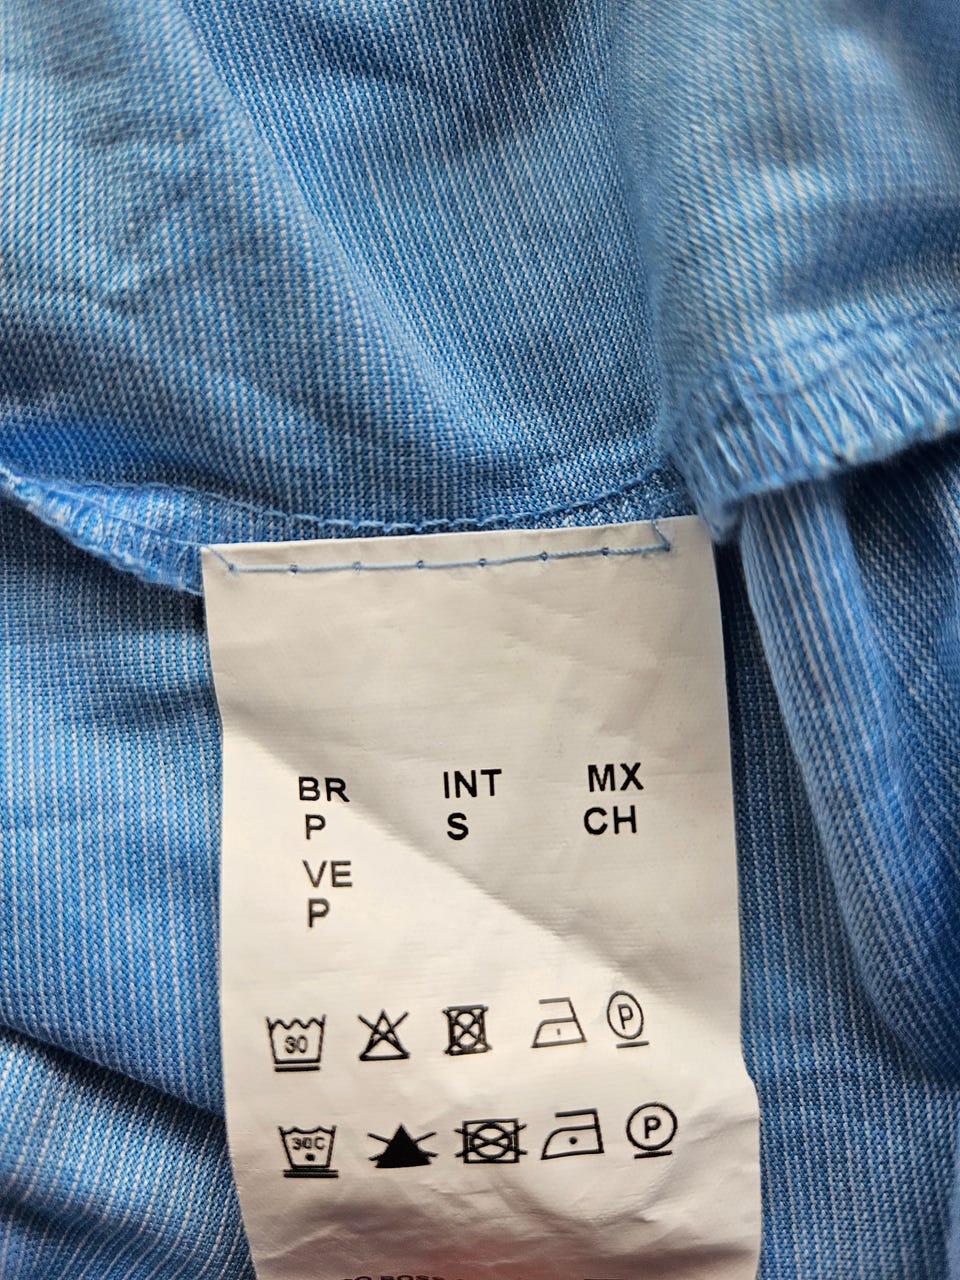 BR INT MX
P S CH
VE
P
30 P
30C P